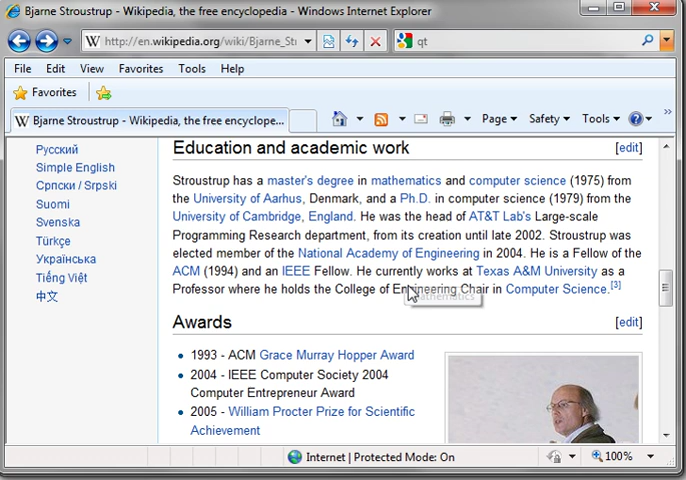 Bjarne Stroustrup - Wikipedia, the free encyclopedia - Windows Internet Explorer
http://en.wikipedia.org/wiki/Bjarne_Str
qt
File Edit View Favorites Tools Help
Favorites
W Bjarne Stroustrup - Wikipedia, the free encyclope...
Page Safety Tools »
Русский
Simple English
Српски / Srpski
Suomi
Svenska
Türkçe
Українська
Tiếng Việt
中文
Education and academic work [edit]
Stroustrup has a master's degree in mathematics and computer science (1975) from
the University of Aarhus, Denmark, and a Ph.D. in computer science (1979) from the
University of Cambridge, England. He was the head of AT&T Lab's Large-scale
Programming Research department, from its creation until late 2002. Stroustrup was
elected member of the National Academy of Engineering in 2004. He is a Fellow of the
ACM (1994) and an IEEE Fellow. He currently works at Texas A&M University as a
Professor where he holds the College of Engineering Chair in Computer Science.[3]
Mathematics
Awards [edit]
1993 - ACM Grace Murray Hopper Award
2004 - IEEE Computer Society 2004
Computer Entrepreneur Award
2005 - William Procter Prize for Scientific
Achievement
Internet | Protected Mode: On 100%